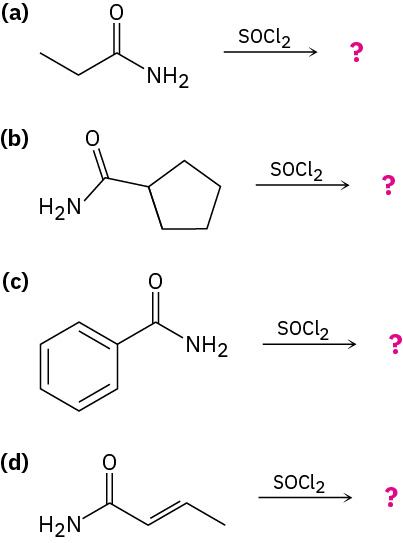 (a)
O
NH2
SOCl2
?
(b)
O
H2N
SOCl2
?
(c)
O
NH2
SOCl2
?
(d)
O
H2N
SOCl2
?